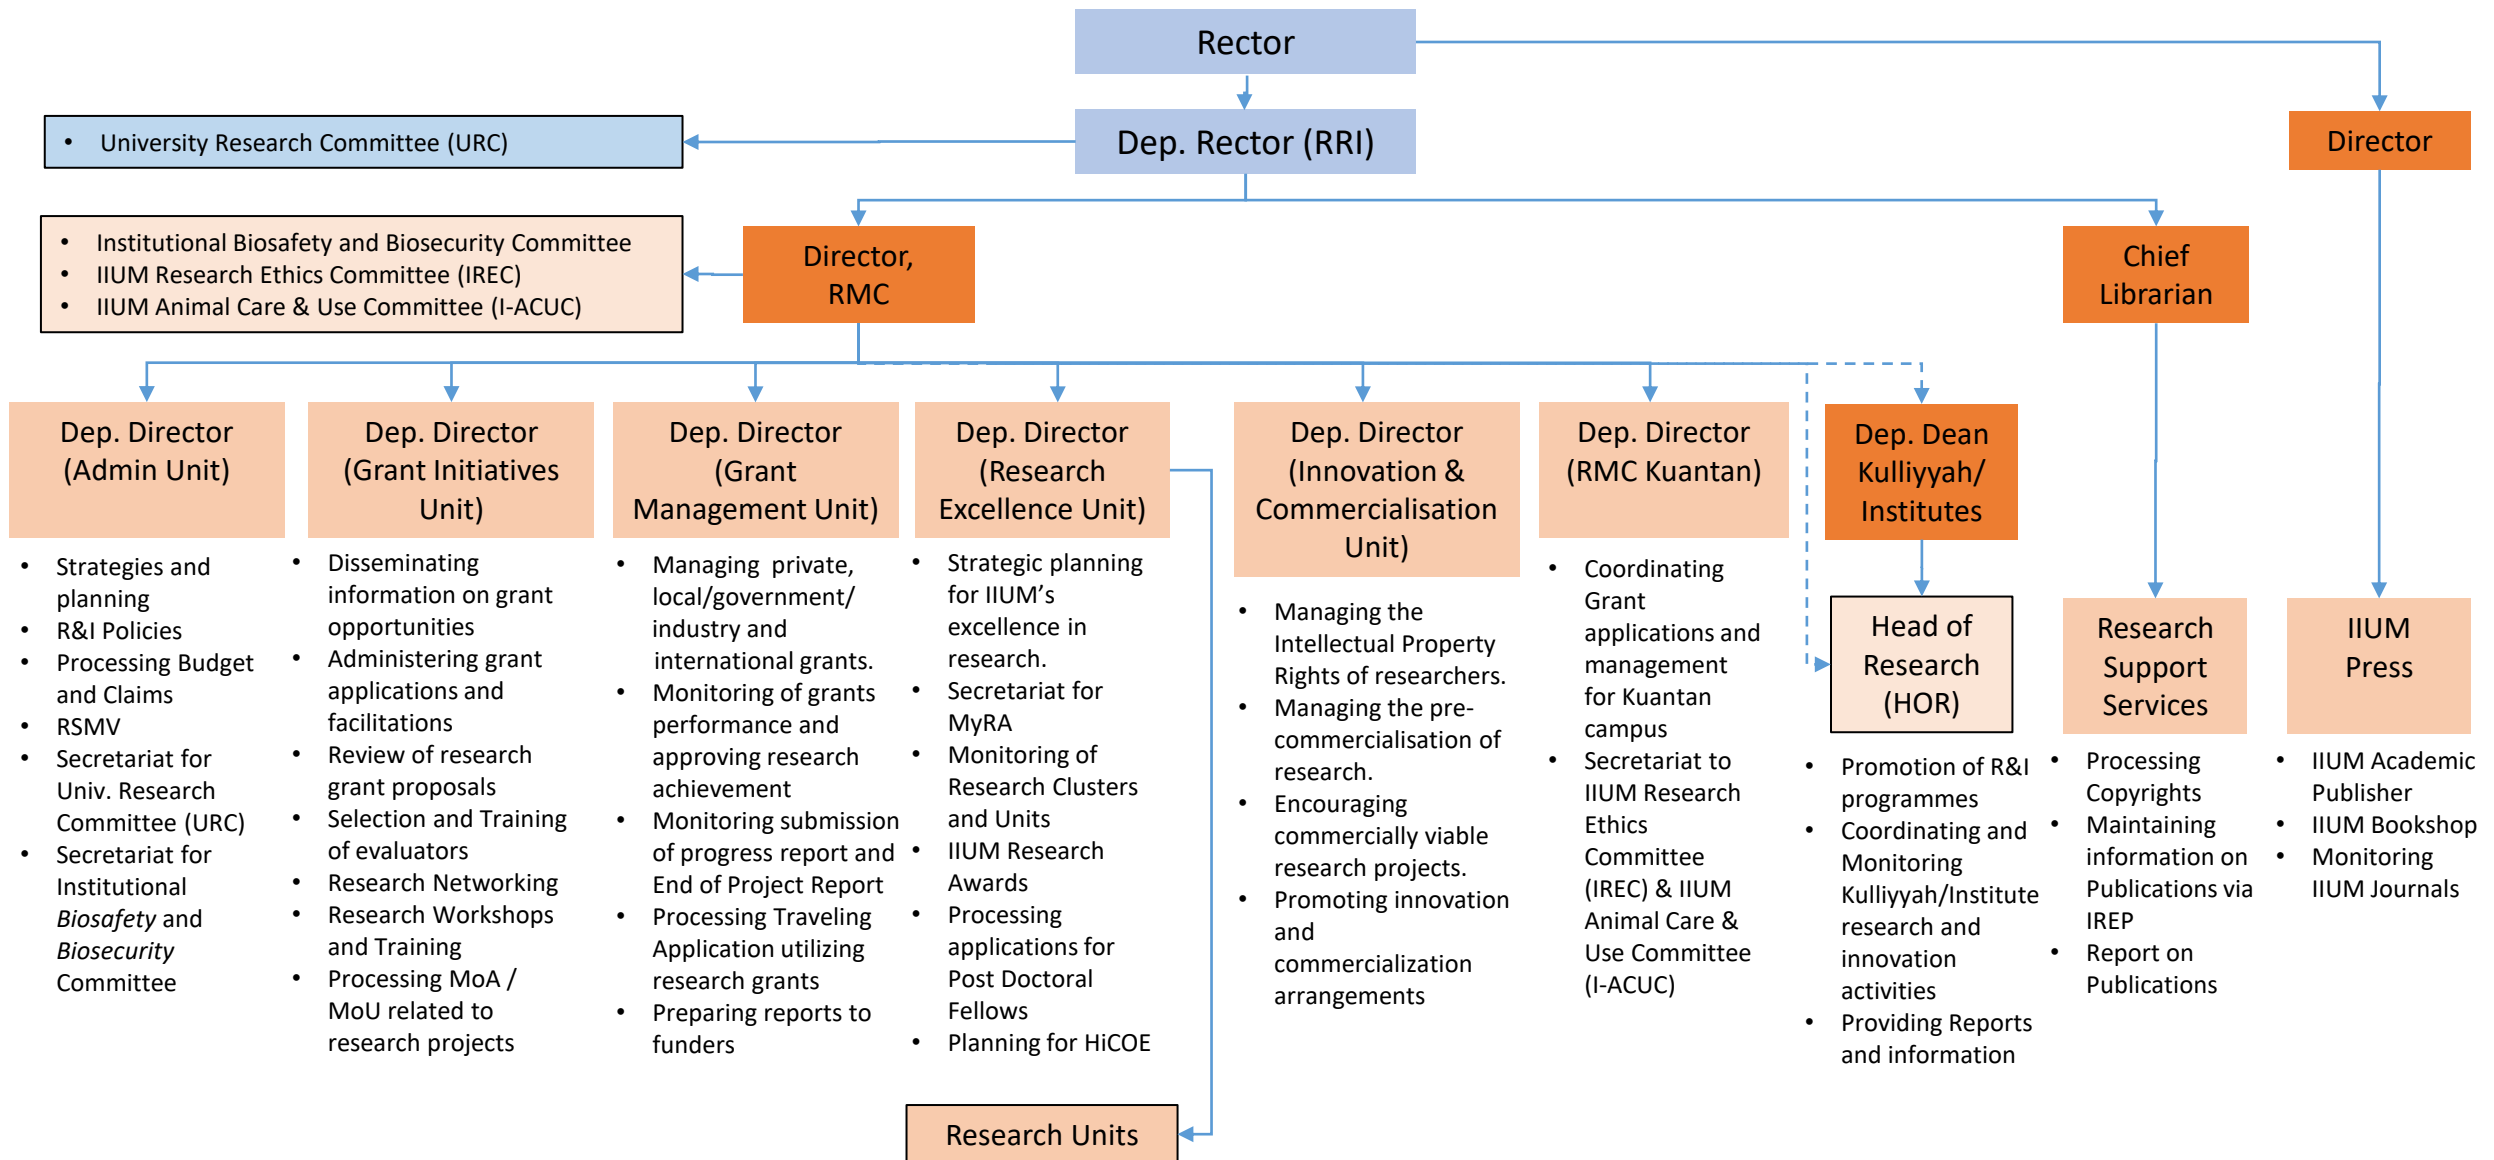 Rector
• University Research Committee (URC)
Dep. Rector (RRI)
Director
• Institutional Biosafety and Biosecurity Committee
• IIUM Research Ethics Committee (IREC)
• IIUM Animal Care & Use Committee (I-ACUC)
Director,
RMC
Chief
Librarian
Dep. Director
(Admin Unit)
• Strategies and
planning
• R&I Policies
• Processing Budget
and Claims
• RSMV
• Secretariat for
Univ. Research
Committee (URC)
• Secretariat for
Institutional
Biosafety and
Biosecurity
Committee
Dep. Director
(Grant Initiatives
Unit)
• Disseminating
information on grant
opportunities
• Administering grant
applications and
facilitations
• Review of research
grant proposals
• Selection and Training
of evaluators
• Research Networking
• Research Workshops
and Training
• Processing MoA /
MoU related to
research projects
Dep. Director
(Grant
Management Unit)
• Managing private,
local/government/
industry and
international grants.
• Monitoring of grants
performance and
approving research
achievement
• Monitoring submission
of progress report and
End of Project Report
• Processing Traveling
Application utilizing
research grants
• Preparing reports to
funders
Dep. Director
(Research
Excellence Unit)
• Strategic planning
for IIUM’s
excellence in
research.
• Secretariat for
MyRA
• Monitoring of
Research Clusters
and Units
• IIUM Research
Awards
• Processing
applications for
Post Doctoral
Fellows
• Planning for HiCOE
Research Units
Dep. Director
(Innovation &
Commercialisation
Unit)
• Managing the
Intellectual Property
Rights of researchers.
• Managing the pre-
commercialisation of
research.
• Encouraging
commercially viable
research projects.
• Promoting innovation
and
commercialization
arrangements
Dep. Director
(RMC Kuantan)
• Coordinating
Grant
applications and
management
for Kuantan
campus
• Secretariat to
IIUM Research
Ethics
Committee
(IREC) & IIUM
Animal Care &
Use Committee
(I-ACUC)
Dep. Dean
Kulliyyah/
Institutes
Head of
Research
(HOR)
• Promotion of R&I
programmes
• Coordinating and
Monitoring
Kulliyyah/Institute
research and
innovation
activities
• Providing Reports
and information
Research
Support
Services
• Processing
Copyrights
• Maintaining
information on
Publications via
IREP
• Report on
Publications
IIUM
Press
• IIUM Academic
Publisher
• IIUM Bookshop
• Monitoring
IIUM Journals